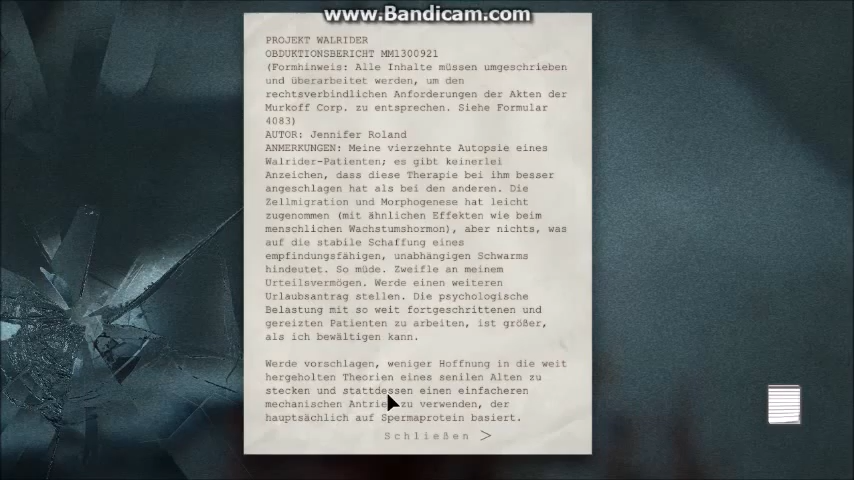 www.Bandicam.com
PROJEKT WALRIDER
OBDUKTIONSBERICHT MM1300921
(Formhinweis: Alle Inhalte müssen umgeschrieben
und überarbeitet werden, um den
rechtsverbindlichen Anforderungen der Akten der
Murkoff Corp. zu entsprechen. Siehe Formular
4083)
AUTOR: Jennifer Roland
ANMERKUNGEN: Meine vierzehnte Autopsie eines
Walrider-Patienten; es gibt keinerlei
Anzeichen, dass diese Therapie bei ihm besser
angeschlagen hat als bei den anderen. Die
Zellmigration und Morphogenese hat leicht
zugenommen (mit ähnlichen Effekten wie beim
menschlichen Wachstumshormon), aber nichts, was
auf die stabile Schaffung eines
empfindungsfähigen, unabhängigen Schwarms
hindeutet. So müde. Zweifle an meinem
Urteilsvermögen. Werde einen weiteren
Urlaubsantrag stellen. Die psychologische
Belastung mit so weit fortgeschrittenen und
gereizten Patienten zu arbeiten, ist größer,
als ich bewältigen kann.
Werde vorschlagen, weniger Hoffnung in die weit
hergeholten Theorien eines senilen Alten zu
stecken und stattdessen einen einfacheren
mechanischen Antrieb zu verwenden, der
hauptsächlich auf Spermaprotein basiert.
Schließen >